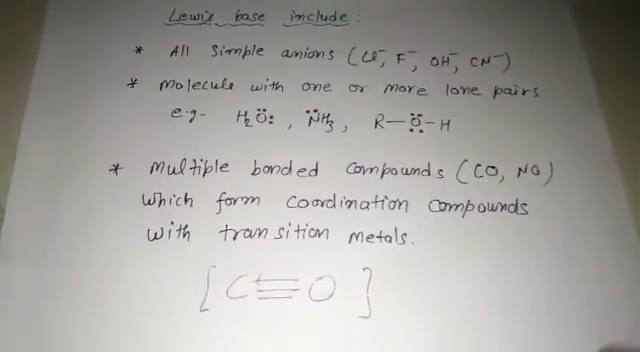 Lewis base include:
* All Simple anions (Cl⁻, F⁻, OH⁻, CN⁻)
* Molecule with one or more lone pairs
e.g- H₂Ö:, N̈H₃, R—Ö̤—H
* Multiple bonded compounds (CO, NO)
which form coordination compounds
with transition metals.
[C≡O]